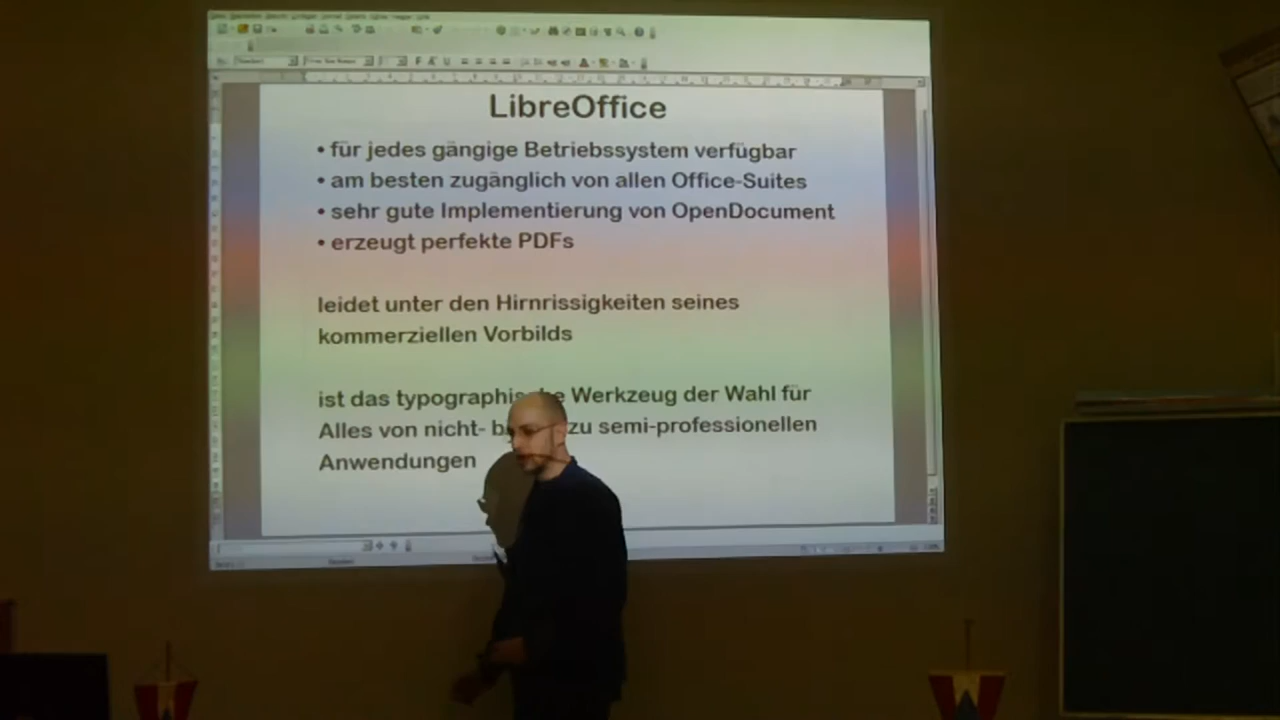 LibreOffice
• für jedes gängige Betriebssystem verfügbar
• am besten zugänglich von allen Office-Suites
• sehr gute Implementierung von OpenDocument
• erzeugt perfekte PDFs
leidet unter den Hirnrissigkeiten seines
kommerziellen Vorbilds
ist das typographische Werkzeug der Wahl für
Alles von nicht- zu semi-professionellen
Anwendungen